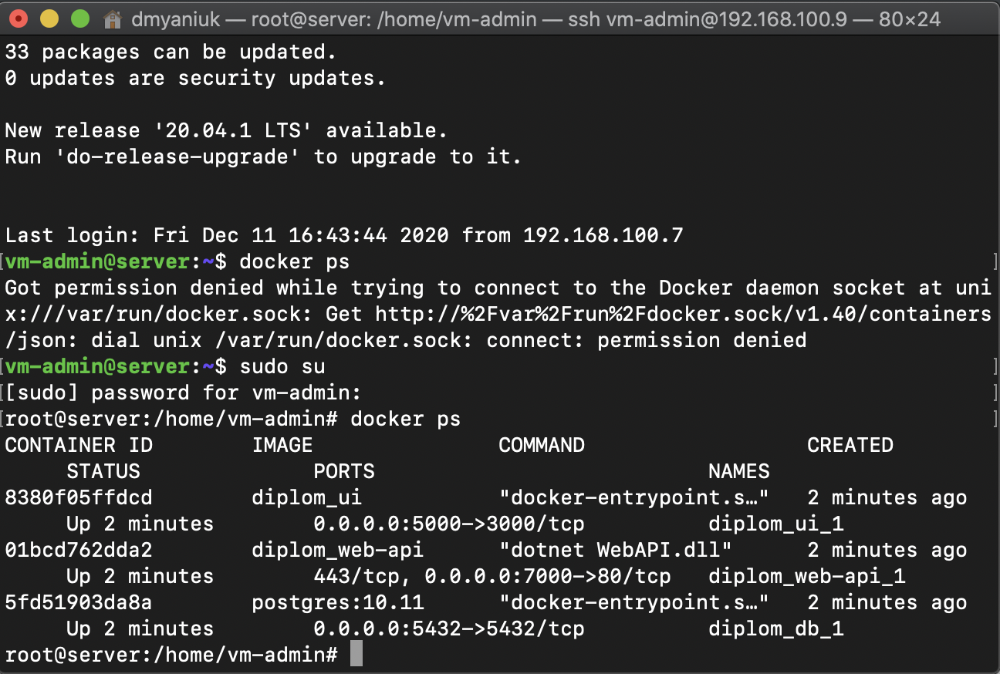 dmyaniuk — root@server: /home/vm-admin — ssh vm-admin@192.168.100.9 — 80×24
33 packages can be updated.
0 updates are security updates.
New release '20.04.1 LTS' available.
Run 'do-release-upgrade' to upgrade to it.
Last login: Fri Dec 11 16:43:44 2020 from 192.168.100.7
[vm-admin@server:~$ docker ps ]
Got permission denied while trying to connect to the Docker daemon socket at uni
x:///var/run/docker.sock: Get http://%2Fvar%2Frun%2Fdocker.sock/v1.40/containers
/json: dial unix /var/run/docker.sock: connect: permission denied
[vm-admin@server:~$ sudo su ]
[[sudo] password for vm-admin: ]
[root@server:/home/vm-admin# docker ps ]
CONTAINER ID        IMAGE               COMMAND                  CREATED
     STATUS              PORTS                           NAMES
8380f05ffdcd        diplom_ui           "docker-entrypoint.s…"   2 minutes ago
     Up 2 minutes        0.0.0.0:5000->3000/tcp          diplom_ui_1
01bcd762dda2        diplom_web-api      "dotnet WebAPI.dll"      2 minutes ago
     Up 2 minutes        443/tcp, 0.0.0.0:7000->80/tcp   diplom_web-api_1
5fd51903da8a        postgres:10.11      "docker-entrypoint.s…"   2 minutes ago
     Up 2 minutes        0.0.0.0:5432->5432/tcp          diplom_db_1
root@server:/home/vm-admin#